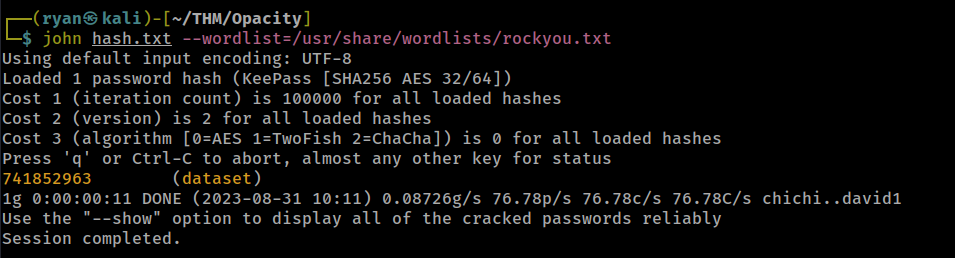 ┌──(ryan㉿kali)-[~/THM/Opacity]
└─$ john hash.txt --wordlist=/usr/share/wordlists/rockyou.txt
Using default input encoding: UTF-8
Loaded 1 password hash (KeePass [SHA256 AES 32/64])
Cost 1 (iteration count) is 100000 for all loaded hashes
Cost 2 (version) is 2 for all loaded hashes
Cost 3 (algorithm [0=AES 1=TwoFish 2=ChaCha]) is 0 for all loaded hashes
Press 'q' or Ctrl-C to abort, almost any other key for status
741852963        (dataset)
1g 0:00:00:11 DONE (2023-08-31 10:11) 0.08726g/s 76.78p/s 76.78c/s 76.78C/s chichi..david1
Use the "--show" option to display all of the cracked passwords reliably
Session completed.